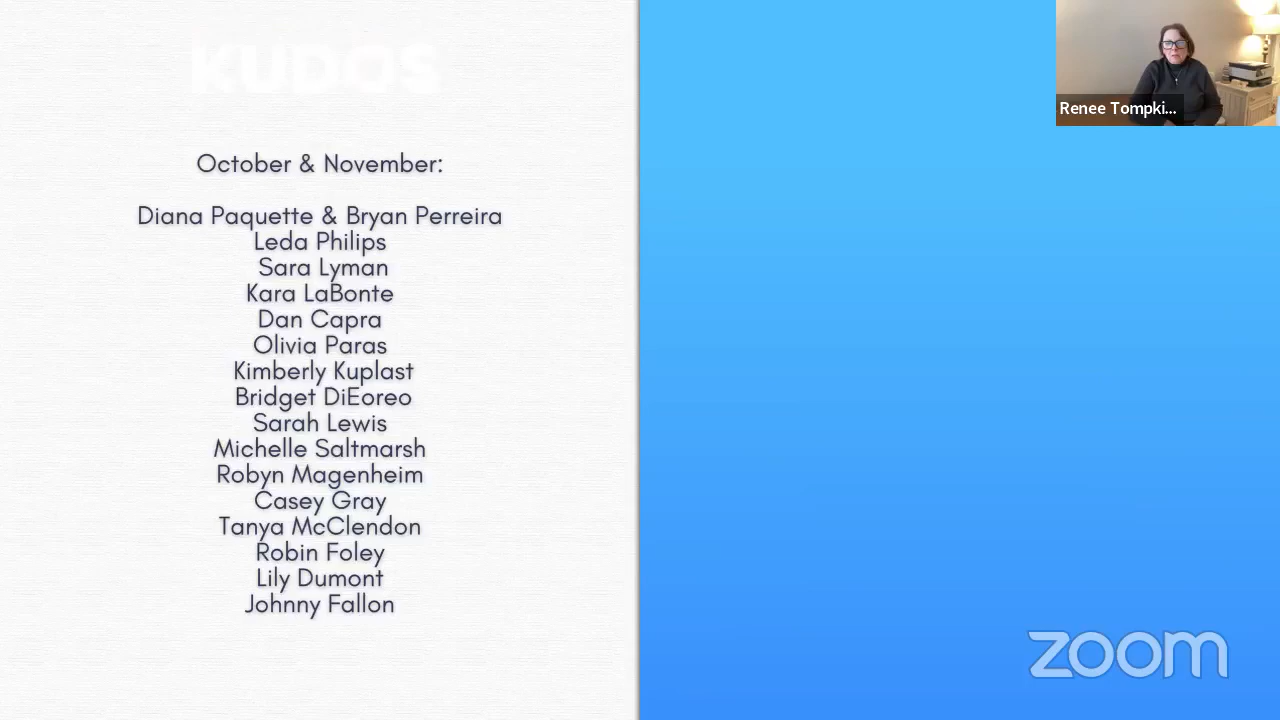 KUDOS
October & November:
Diana Paquette & Bryan Perreira
Leda Philips
Sara Lyman
Kara LaBonte
Dan Capra
Olivia Paras
Kimberly Kuplast
Bridget DiEoreo
Sarah Lewis
Michelle Saltmarsh
Robyn Magenheim
Casey Gray
Tanya McClendon
Robin Foley
Lily Dumont
Johnny Fallon
Renee Tompki...
zoom